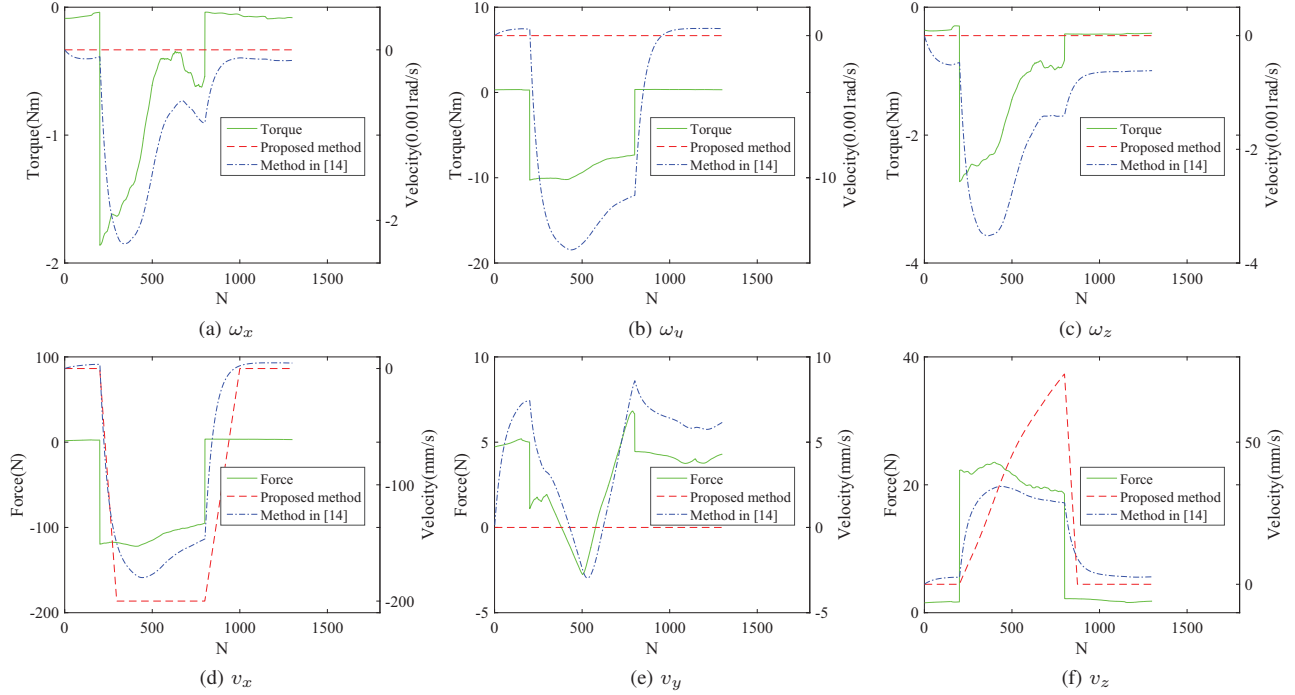 0
-1
-2
Torque(Nm)
0
-2
Velocity(0.001rad/s)
Torque
Proposed method
Method in [14]
0 500 1000 1500
N
(a) ωx
10
0
-10
-20
Torque(Nm)
0
-10
Velocity(0.001rad/s)
Torque
Proposed method
Method in [14]
0 500 1000 1500
N
(b) ωy
0
-2
-4
Torque(Nm)
0
-2
-4
Velocity(0.001rad/s)
Torque
Proposed method
Method in [14]
0 500 1000 1500
N
(c) ωz
100
0
-100
-200
Force(N)
0
-100
-200
Velocity(mm/s)
Force
Proposed method
Method in [14]
0 500 1000 1500
N
(d) vx
10
5
0
-5
Force(N)
10
5
0
-5
Velocity(mm/s)
Force
Proposed method
Method in [14]
0 500 1000 1500
N
(e) vy
40
20
0
Force(N)
50
0
Velocity(mm/s)
Force
Proposed method
Method in [14]
0 500 1000 1500
N
(f) vz